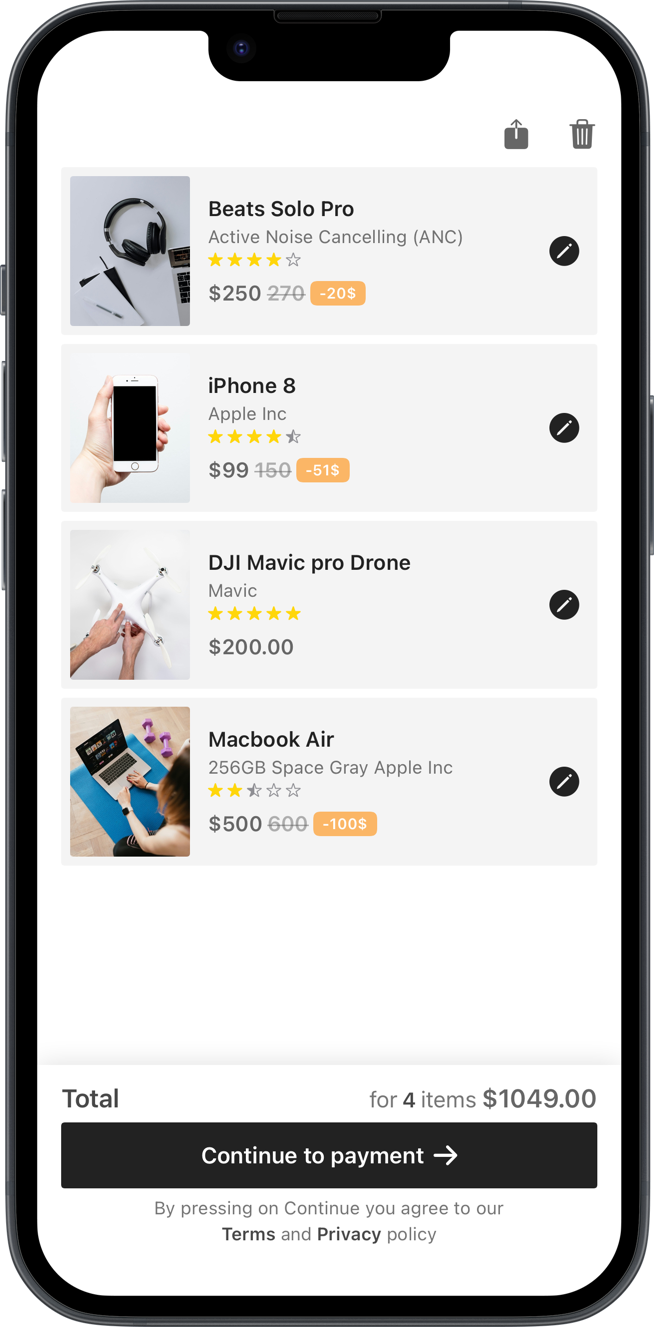 Beats Solo Pro
Active Noise Cancelling (ANC)
$250 270 -20$
iPhone 8
Apple Inc
$99 150 -51$
DJI Mavic pro Drone
Mavic
$200.00
Macbook Air
256GB Space Gray Apple Inc
$500 600 -100$
Total for 4 items $1049.00
Continue to payment →
By pressing on Continue you agree to our
Terms and Privacy policy